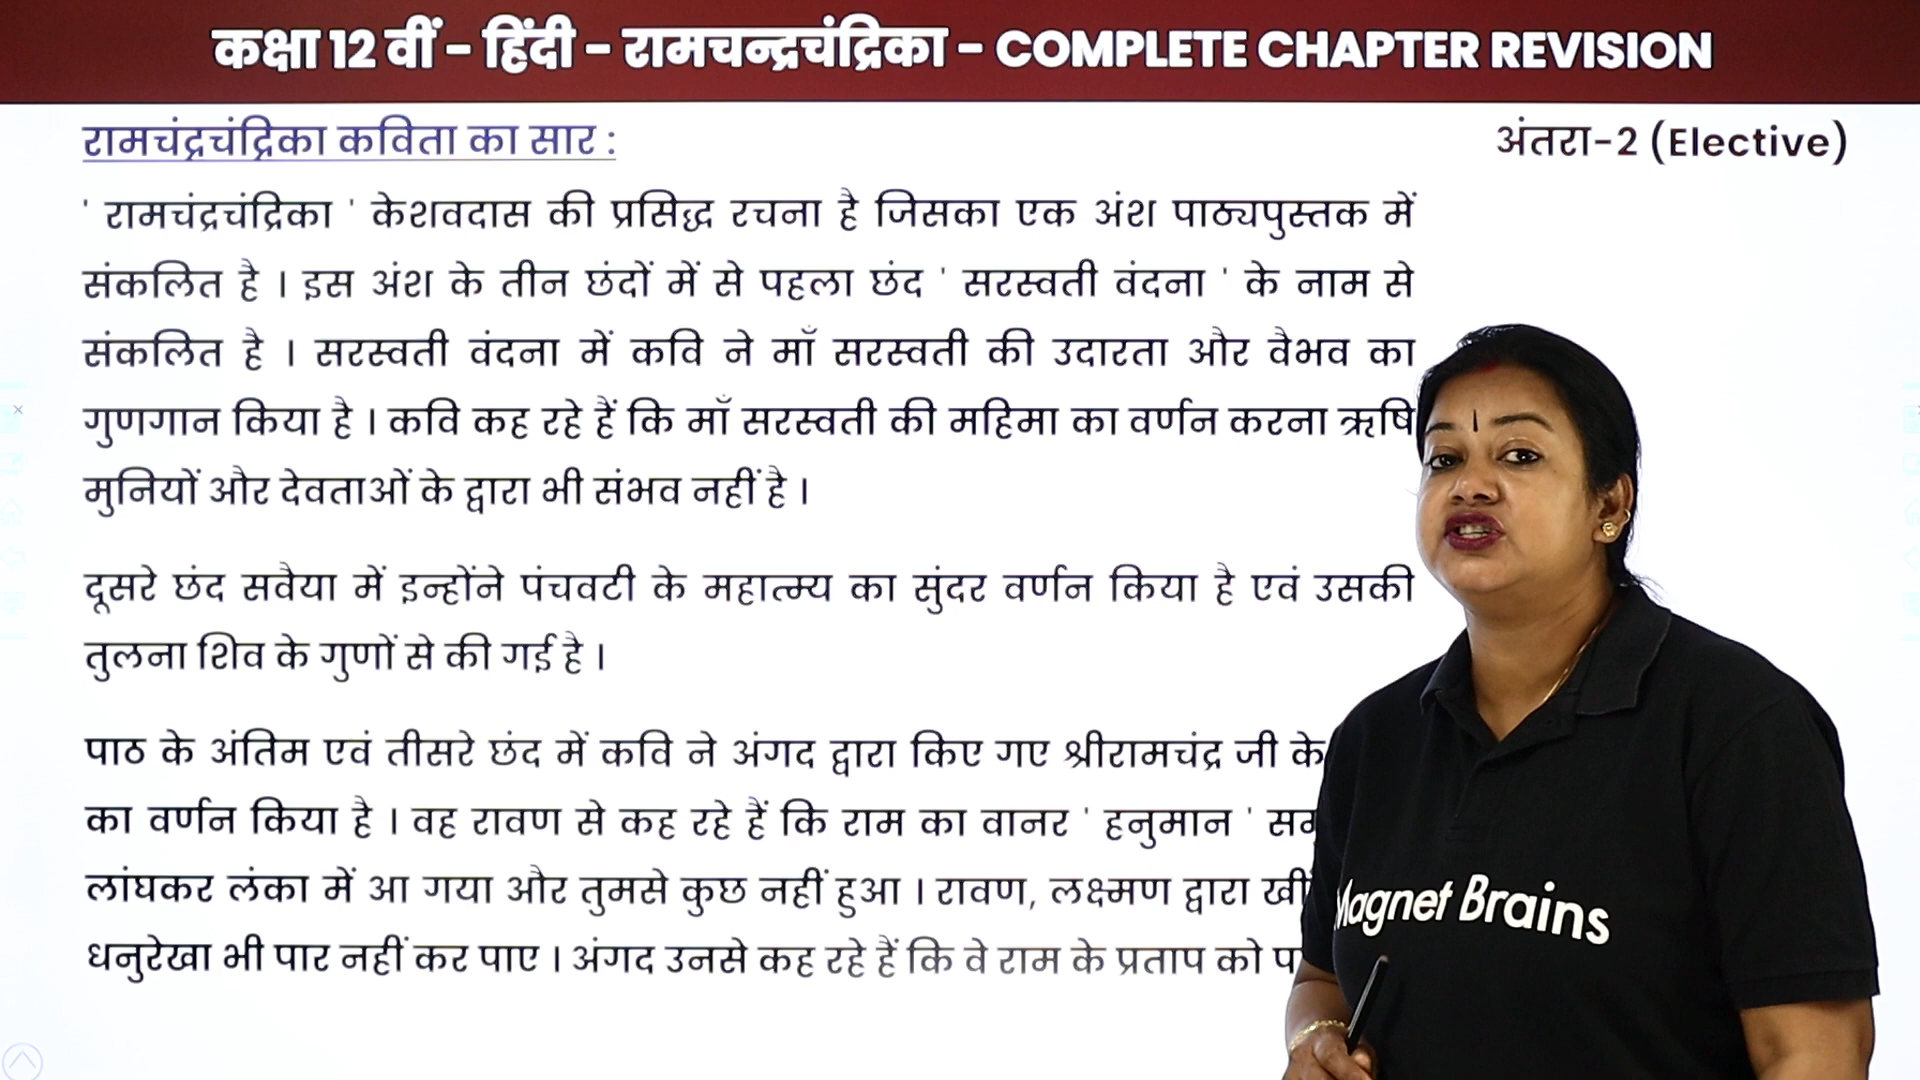 कक्षा 12 वीं - हिंदी - रामचन्द्रचंद्रिका - COMPLETE CHAPTER REVISION
रामचंद्रचंद्रिका कविता का सार :
अंतरा-2 (Elective)
' रामचंद्रचंद्रिका ' केशवदास की प्रसिद्ध रचना है जिसका एक अंश पाठ्यपुस्तक में
संकलित है । इस अंश के तीन छंदों में से पहला छंद ' सरस्वती वंदना ' के नाम से
संकलित है । सरस्वती वंदना में कवि ने माँ सरस्वती की उदारता और वैभव का
गुणगान किया है । कवि कह रहे हैं कि माँ सरस्वती की महिमा का वर्णन करना ऋषि
मुनियों और देवताओं के द्वारा भी संभव नहीं है ।
दूसरे छंद सवैया में इन्होंने पंचवटी के महात्म्य का सुंदर वर्णन किया है एवं उसकी
तुलना शिव के गुणों से की गई है ।
पाठ के अंतिम एवं तीसरे छंद में कवि ने अंगद द्वारा किए गए श्रीरामचंद्र जी के
का वर्णन किया है । वह रावण से कह रहे हैं कि राम का वानर ' हनुमान '
लांघकर लंका में आ गया और तुमसे कुछ नहीं हुआ । रावण, लक्ष्मण द्वारा
धनुरेखा भी पार नहीं कर पाए । अंगद उनसे कह रहे हैं कि वे राम के प्रताप को
Magnet Brains